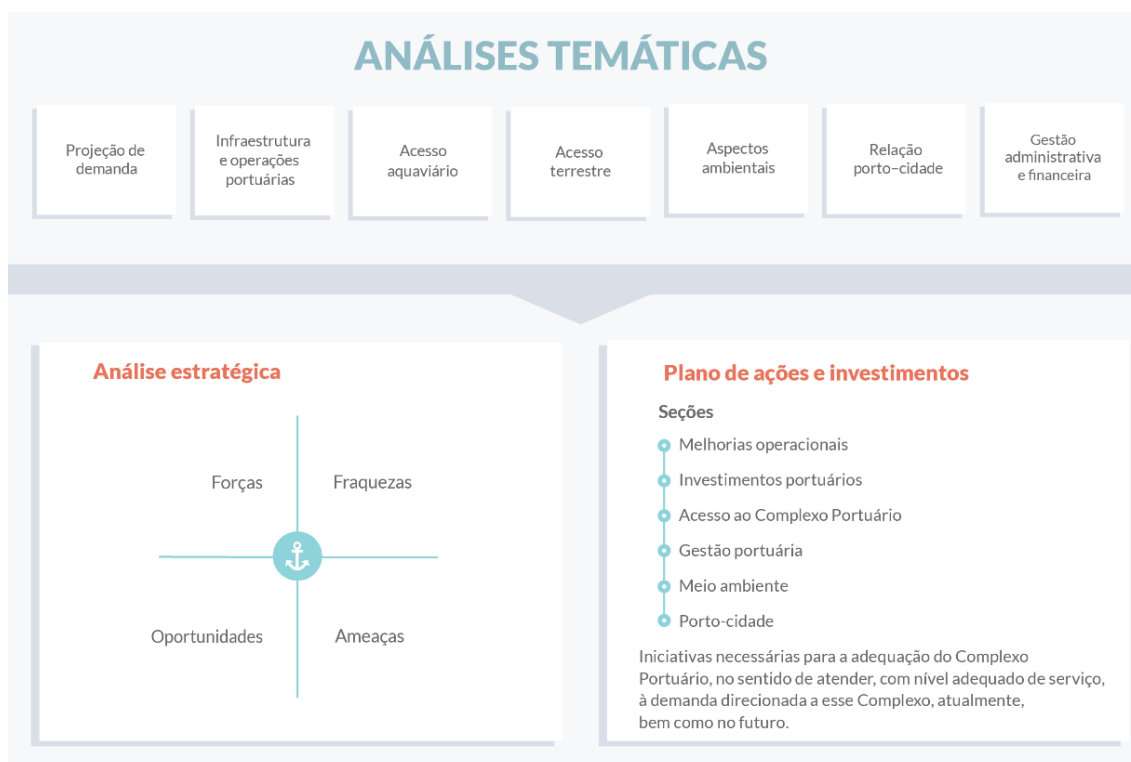 ANÁLISES TEMÁTICAS
Projeção de
demanda
Infraestrutura
e operações
portuárias
Acesso
aquaviário
Acesso
terrestre
Aspectos
ambientais
Relação
porto–cidade
Gestão
administrativa
e financeira
Análise estratégica
Forças
Fraquezas
Oportunidades
Ameaças
Plano de ações e investimentos
Seções
Melhorias operacionais
Investimentos portuários
Acesso ao Complexo Portuário
Gestão portuária
Meio ambiente
Porto-cidade
Iniciativas necessárias para a adequação do Complexo
Portuário, no sentido de atender, com nível adequado de serviço,
à demanda direcionada a esse Complexo, atualmente,
bem como no futuro.